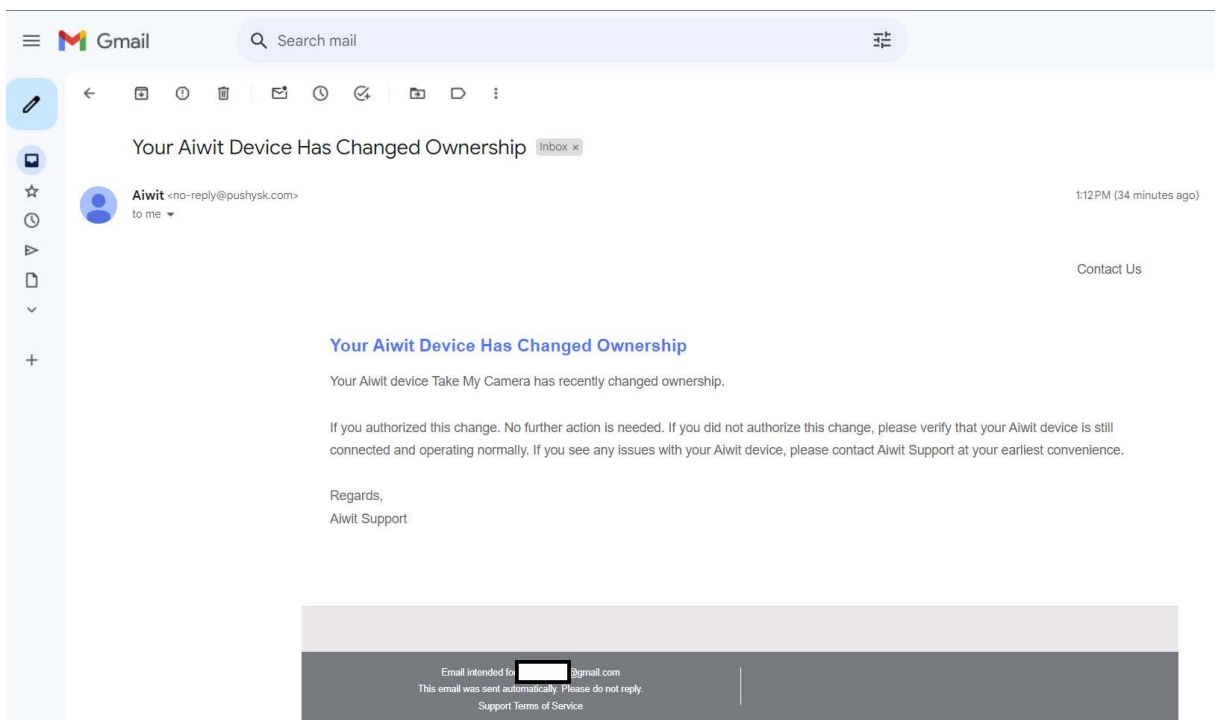 Gmail
Search mail
Your Aiwit Device Has Changed Ownership Inbox ×
Aiwit <no-reply@pushysk.com>
1:12 PM (34 minutes ago)
to me
Contact Us
Your Aiwit Device Has Changed Ownership
Your Aiwit device Take My Camera has recently changed ownership.
If you authorized this change. No further action is needed. If you did not authorize this change, please verify that your Aiwit device is still
connected and operating normally. If you see any issues with your Aiwit device, please contact Aiwit Support at your earliest convenience.
Regards,
Aiwit Support
Email intended for @gmail.com
This email was sent automatically. Please do not reply.
Support Terms of Service